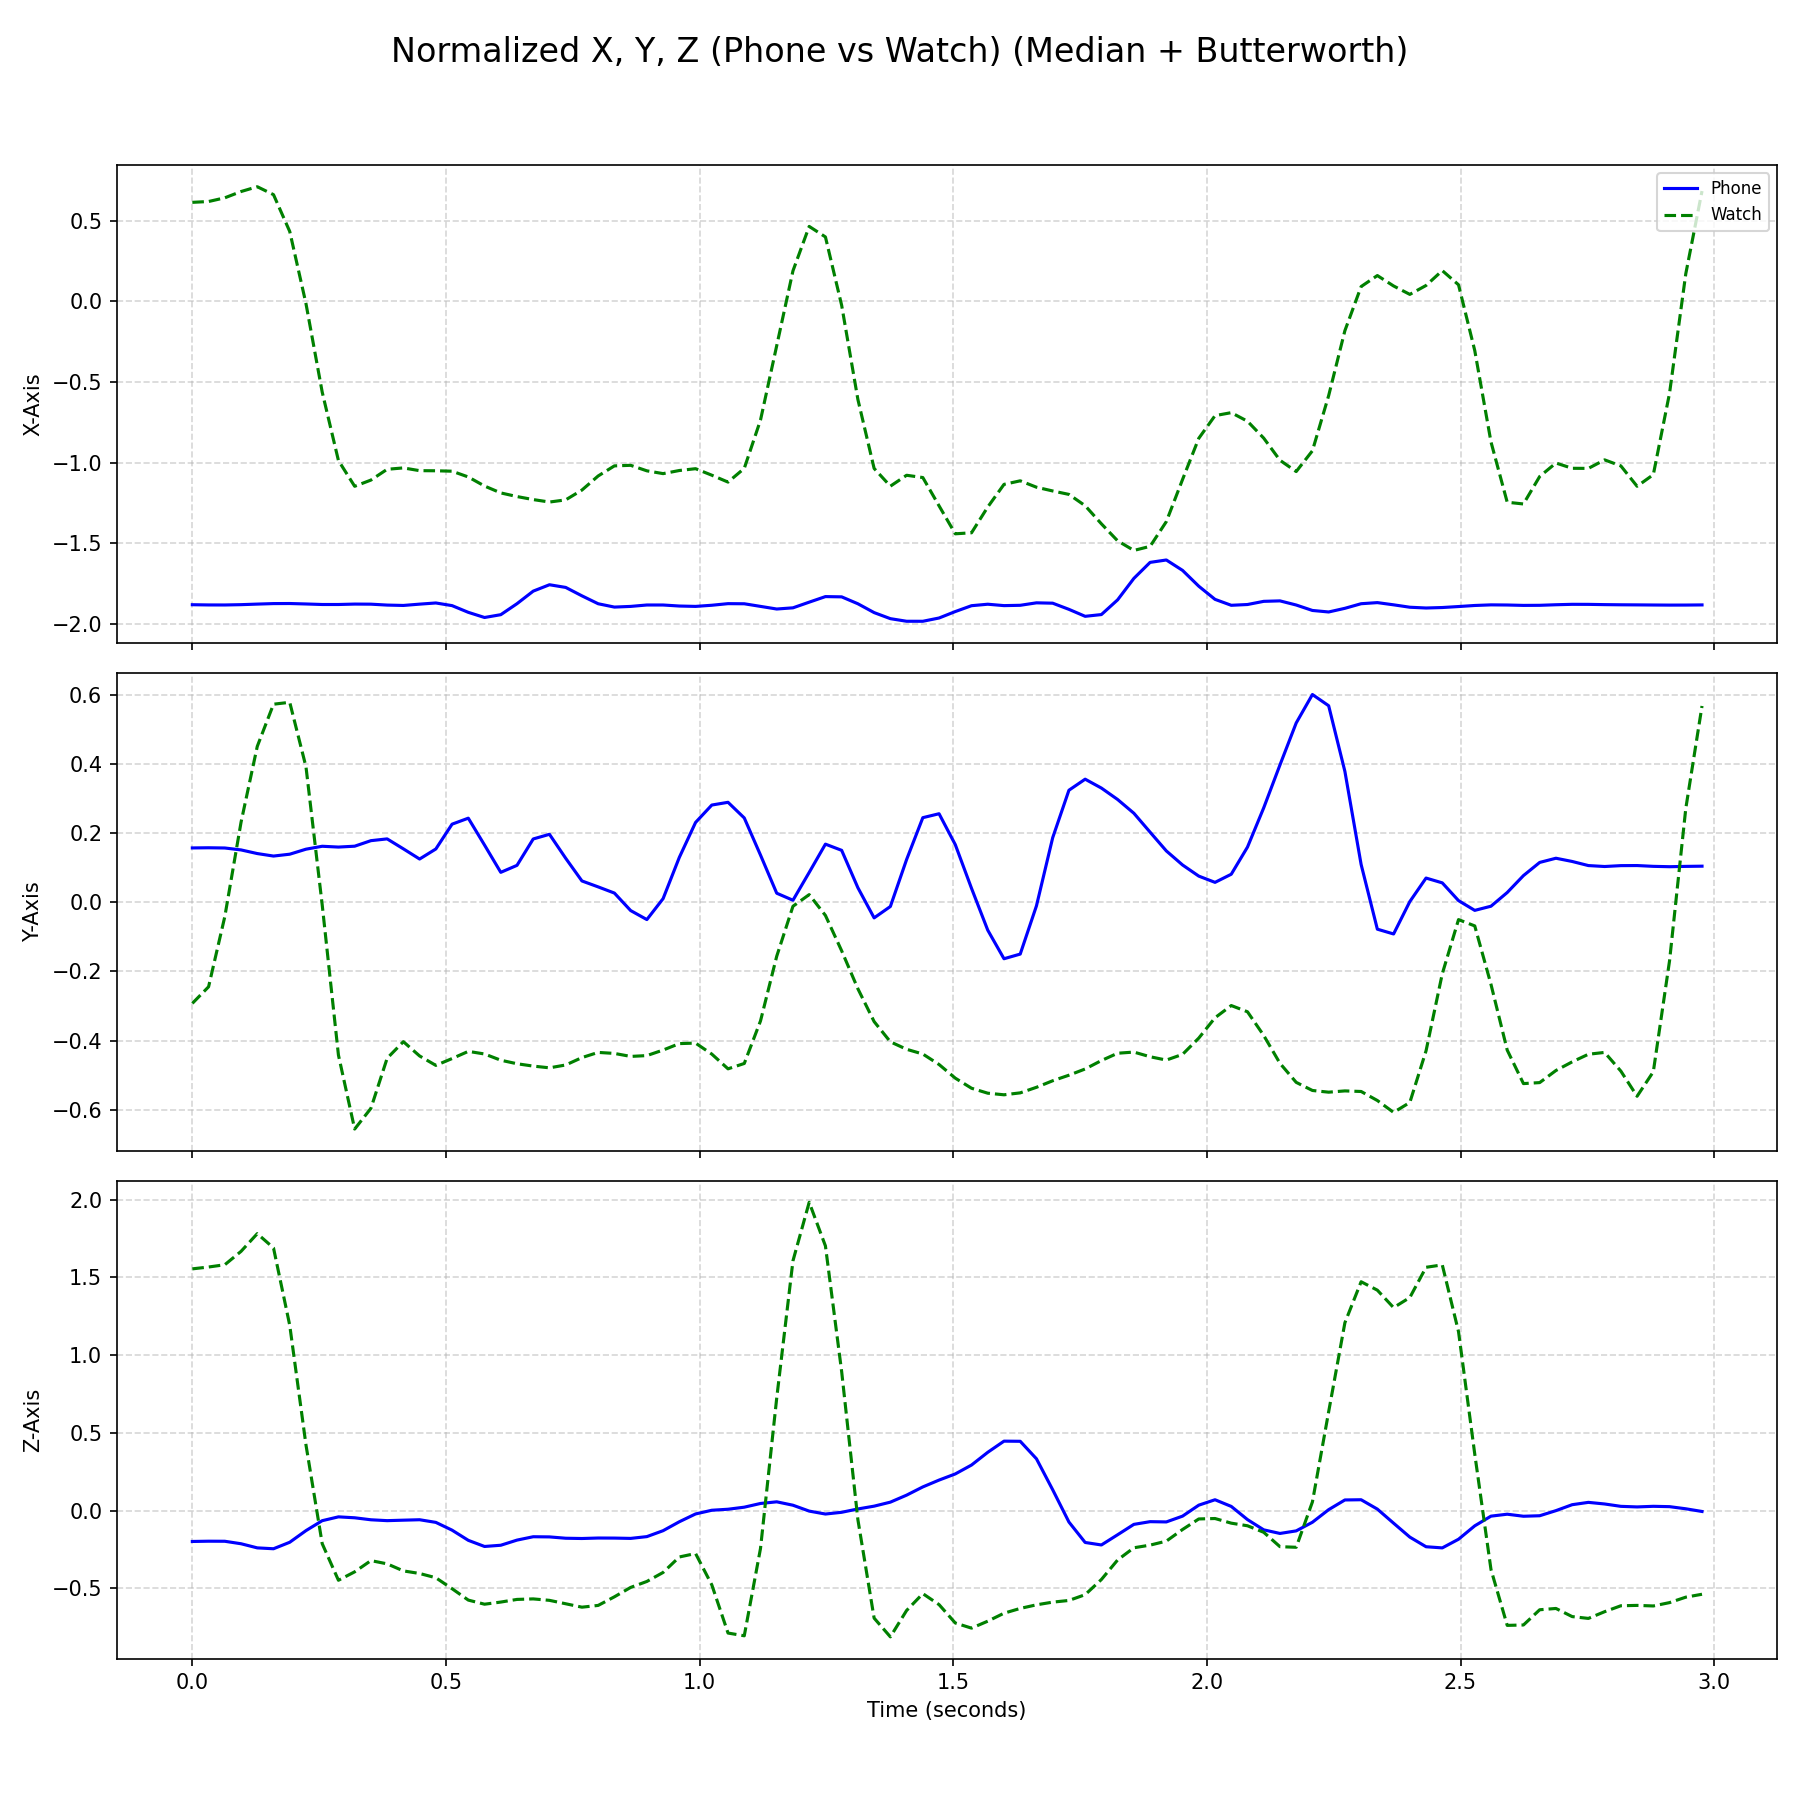 Normalized X, Y, Z (Phone vs Watch) (Median + Butterworth)
Phone
Watch
0.5
0.0
−0.5
−1.0
−1.5
−2.0
X-Axis
0.6
0.4
0.2
0.0
−0.2
−0.4
−0.6
Y-Axis
2.0
1.5
1.0
0.5
0.0
−0.5
Z-Axis
0.0 0.5 1.0 1.5 2.0 2.5 3.0
Time (seconds)